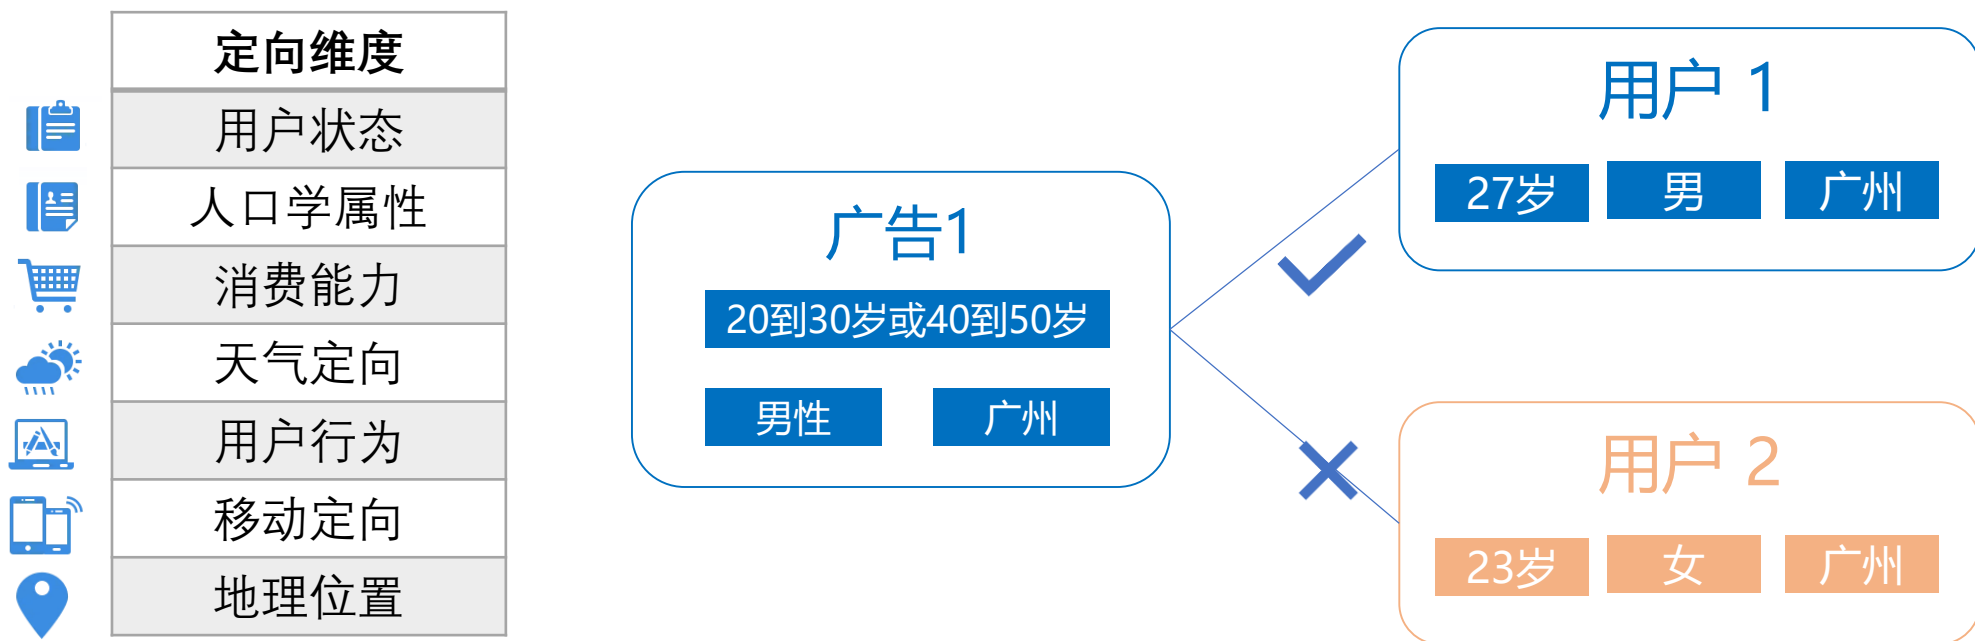 定向维度
用户状态
人口学属性
消费能力
天气定向
用户行为
移动定向
地理位置
广告1
20到30岁或40到50岁
男性 广州
用户 1
27岁 男 广州
用户 2
23岁 女 广州